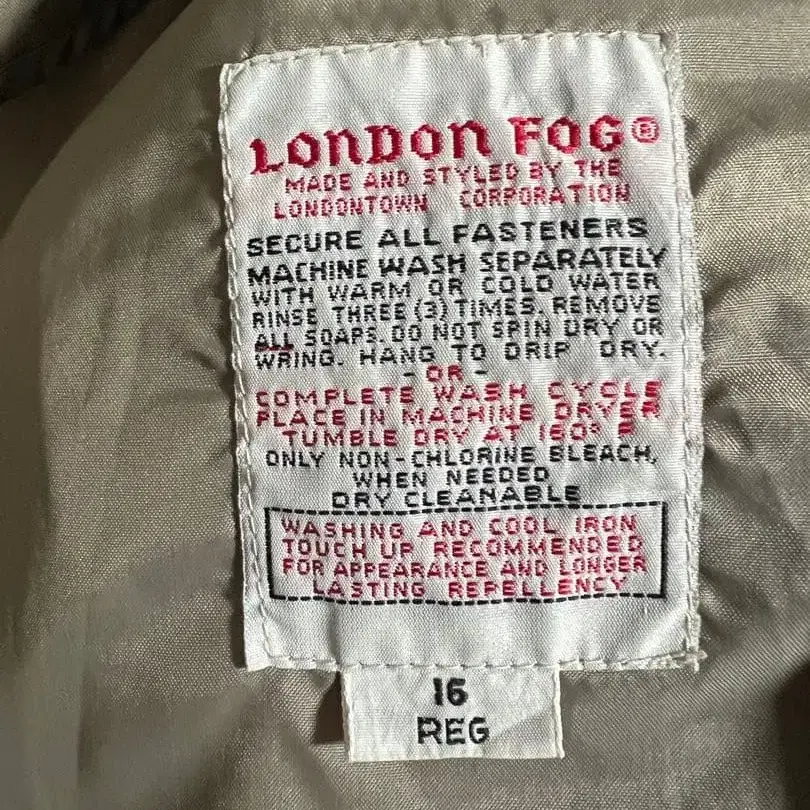 LONDON FOG®
MADE AND STYLED BY THE
LONDONTOWN CORPORATION
SECURE ALL FASTENERS
MACHINE WASH SEPARATELY
WITH WARM OR COLD WATER
RINSE THREE (3) TIMES. REMOVE
ALL SOAPS. DO NOT SPIN DRY OR
WRING. HANG TO DRIP DRY.
- OR -
COMPLETE WASH CYCLE
PLACE IN MACHINE DRYER
TUMBLE DRY AT 160° F
ONLY NON-CHLORINE BLEACH,
WHEN NEEDED
DRY CLEANABLE
WASHING AND COOL IRON
TOUCH UP RECOMMENDED
FOR APPEARANCE AND LONGER
LASTING REPELLENCY
16
REG